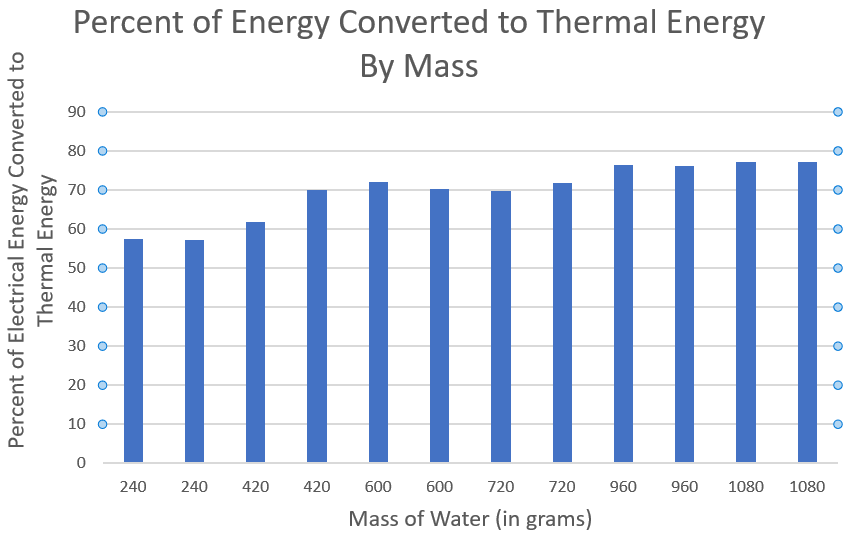 Percent of Energy Converted to Thermal Energy
By Mass
Percent of Electrical Energy Converted to
Thermal Energy
90
80
70
60
50
40
30
20
10
0
240 240 420 420 600 600 720 720 960 960 1080 1080
Mass of Water (in grams)